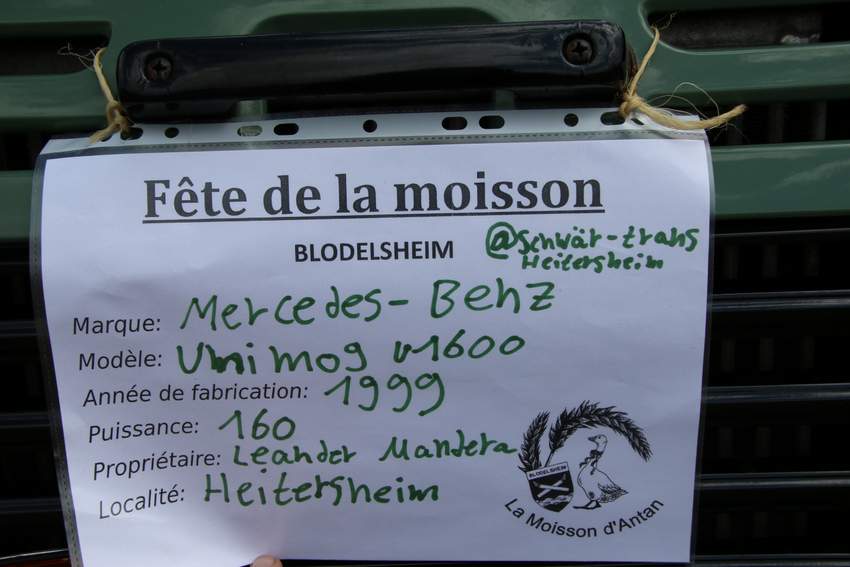 Fête de la moisson
BLODELSHEIM
@schwär-trans
Heitersheim
Marque: Mercedes-Benz
Modèle: Unimog U1600
Année de fabrication: 1999
Puissance: 160
Propriétaire: Leander Mandera
Localité: Heitersheim
BLODELSHEIM
La Moisson d'Antan